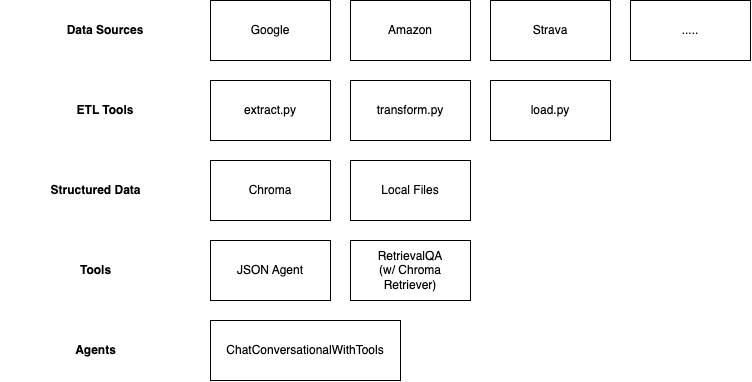 Data Sources
Google
Amazon
Strava
.....
ETL Tools
extract.py
transform.py
load.py
Structured Data
Chroma
Local Files
Tools
JSON Agent
RetrievalQA
(w/ Chroma
Retriever)
Agents
ChatConversationalWithTools